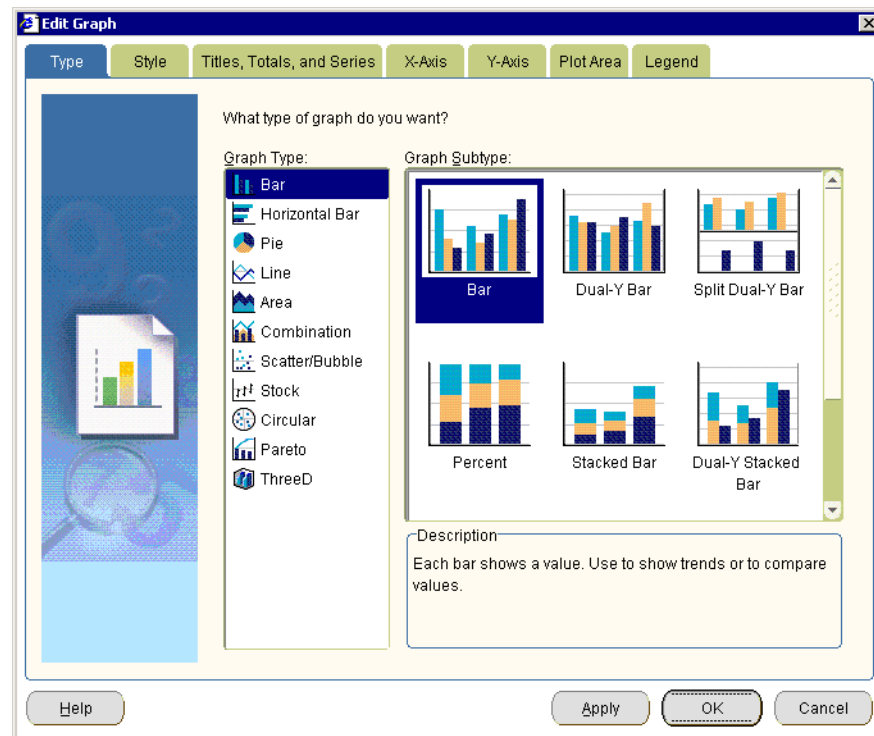 Edit Graph
Type Style Titles, Totals, and Series X-Axis Y-Axis Plot Area Legend
What type of graph do you want?
Graph Type: Graph Subtype:
Bar
Horizontal Bar
Pie
Line
Area
Combination
Scatter/Bubble
Stock
Circular
Pareto
ThreeD
Bar Dual-Y Bar Split Dual-Y Bar
Percent Stacked Bar Dual-Y Stacked
Bar
Description
Each bar shows a value. Use to show trends or to compare
values.
Help Apply OK Cancel